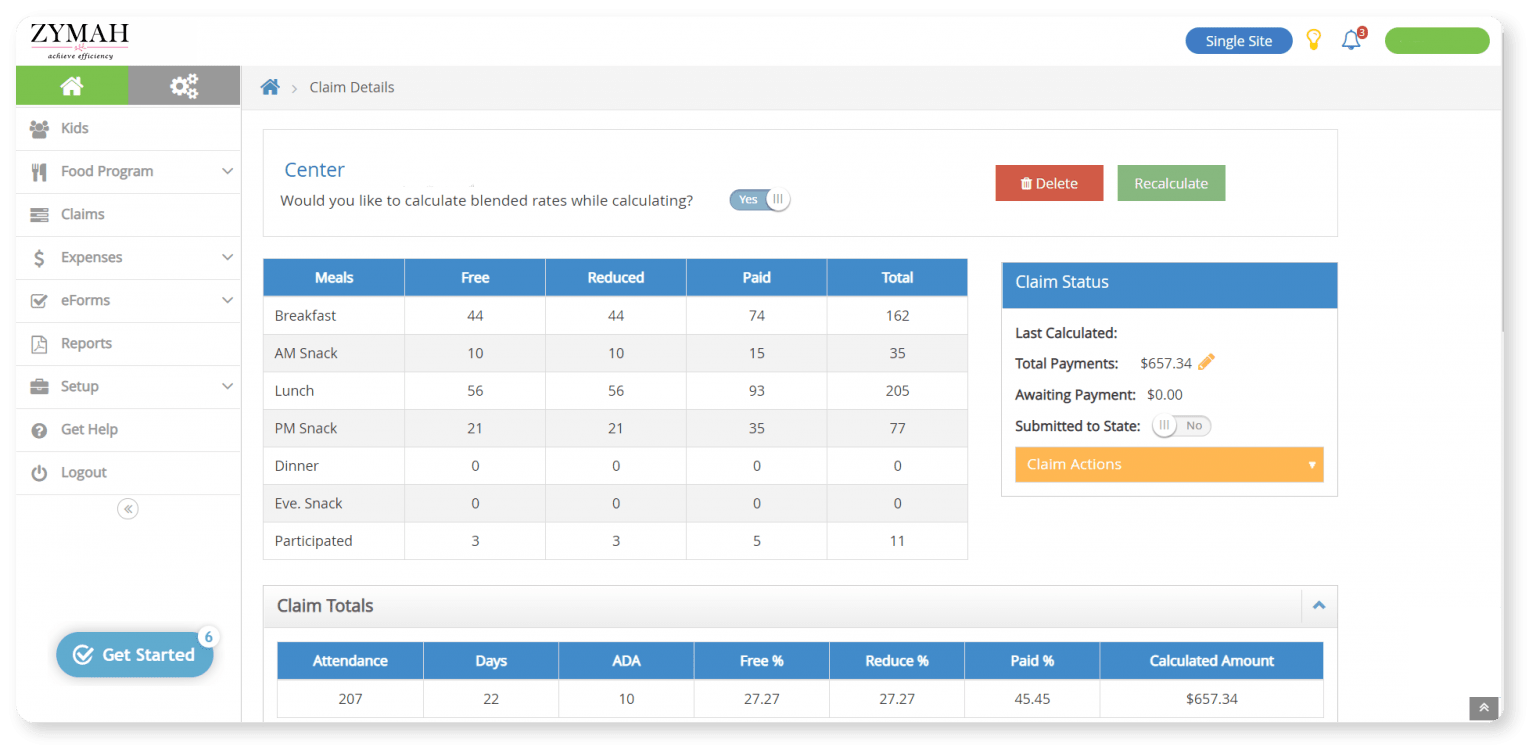 ZYMAH
achieve efficiency
Single Site
3
Claim Details
Kids
Food Program
Claims
Expenses
eForms
Reports
Setup
Get Help
Logout
Get Started 6
Center
Would you like to calculate blended rates while calculating? Yes
Delete Recalculate
Meals Free Reduced Paid Total
Breakfast 44 44 74 162
AM Snack 10 10 15 35
Lunch 56 56 93 205
PM Snack 21 21 35 77
Dinner 0 0 0 0
Eve. Snack 0 0 0 0
Participated 3 3 5 11
Claim Status
Last Calculated:
Total Payments: $657.34
Awaiting Payment: $0.00
Submitted to State: No
Claim Actions
Claim Totals
Attendance Days ADA Free % Reduce % Paid % Calculated Amount
207 22 10 27.27 27.27 45.45 $657.34